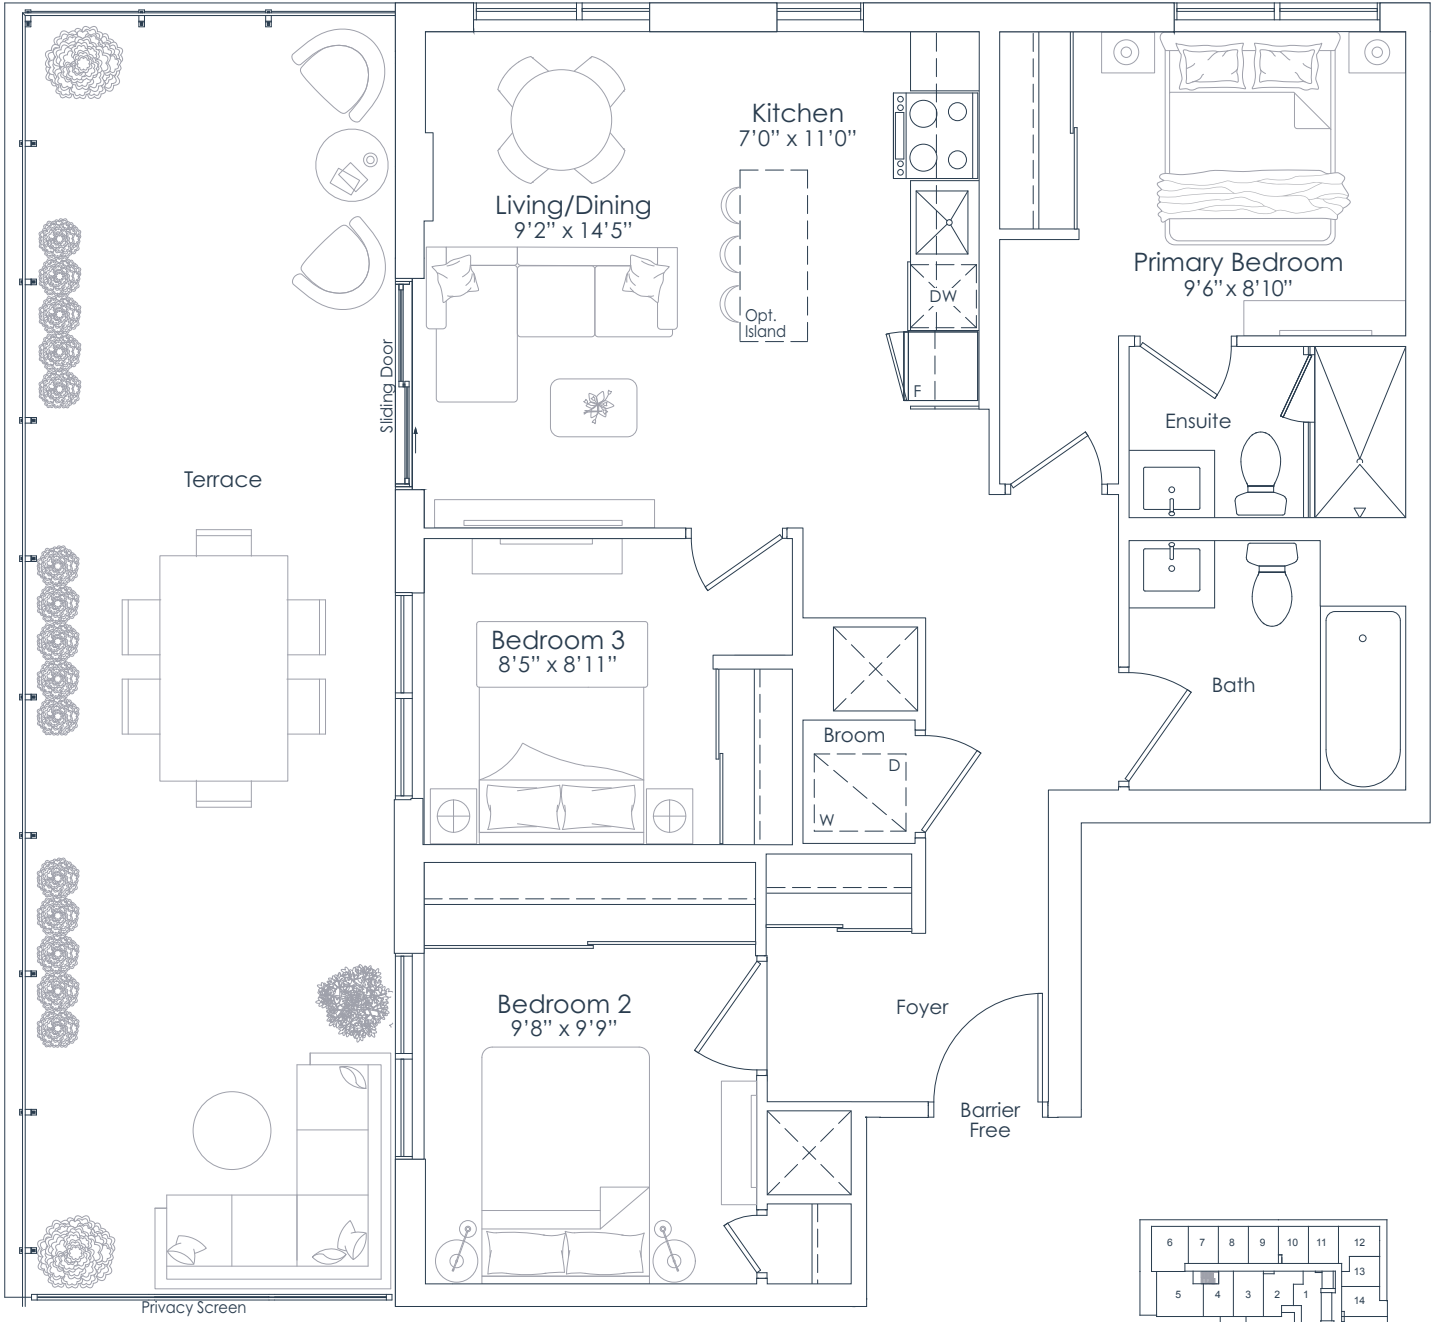 Kitchen
7'0" x 11'0"
Living/Dining
9'2" x 14'5"
Opt.
Island
DW
F
Primary Bedroom
9'6" x 8'10"
Sliding Door
Ensuite
Terrace
Bedroom 3
8'5" x 8'11"
Bath
Broom
D
W
Bedroom 2
9'8" x 9'9"
Foyer
Barrier
Free
Privacy Screen
6 7 8 9 10 11 12
13
5 4 3 2 1 14